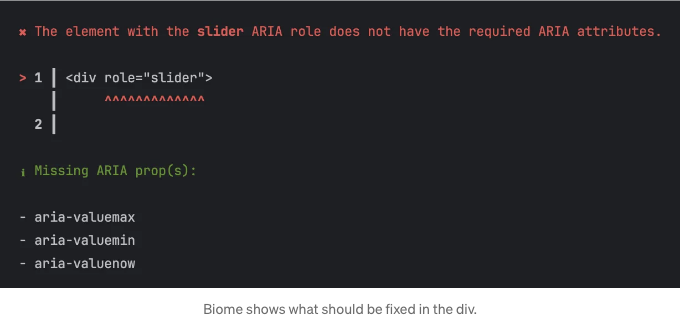 ✖ The element with the slider ARIA role does not have the required ARIA attributes.
> 1 │ <div role="slider">
│ ^^^^^^^^^^^^^
2 │
ℹ Missing ARIA prop(s):
- aria-valuemax
- aria-valuemin
- aria-valuenow
Biome shows what should be fixed in the div.